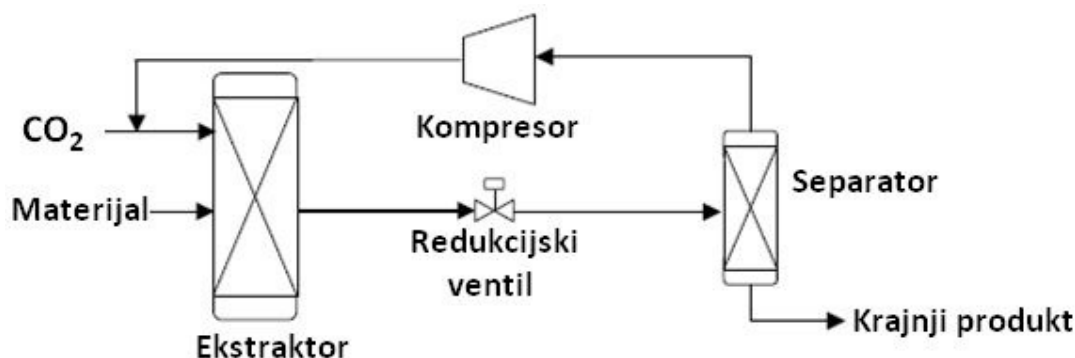 Kompresor
CO₂
Separator
Materijal
Redukcijski
ventil
Krajnji produkt
Ekstraktor